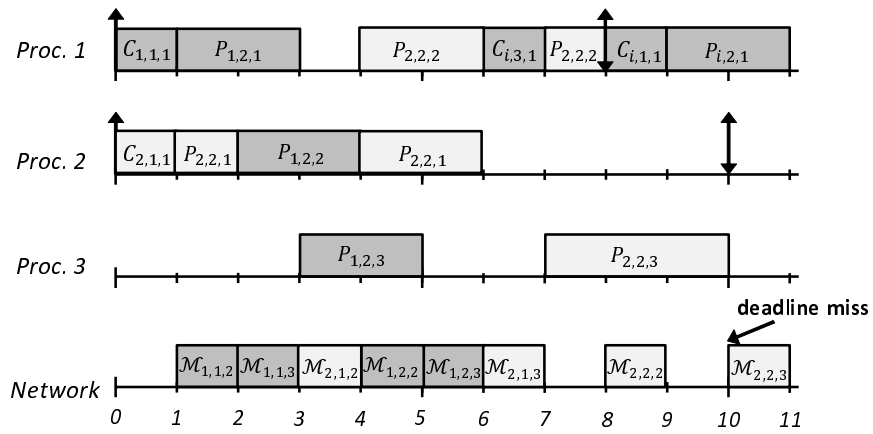 Proc. 1 C1,1,1 P1,2,1 P2,2,2 Ci,3,1 P2,2,2 Ci,1,1 Pi,2,1
Proc. 2 C2,1,1 P2,2,1 P1,2,2 P2,2,1
Proc. 3 P1,2,3 P2,2,3
deadline miss
Network ℳ1,1,2 ℳ1,1,3 ℳ2,1,2 ℳ1,2,2 ℳ1,2,3 ℳ2,1,3 ℳ2,2,2 ℳ2,2,3
0 1 2 3 4 5 6 7 8 9 10 11